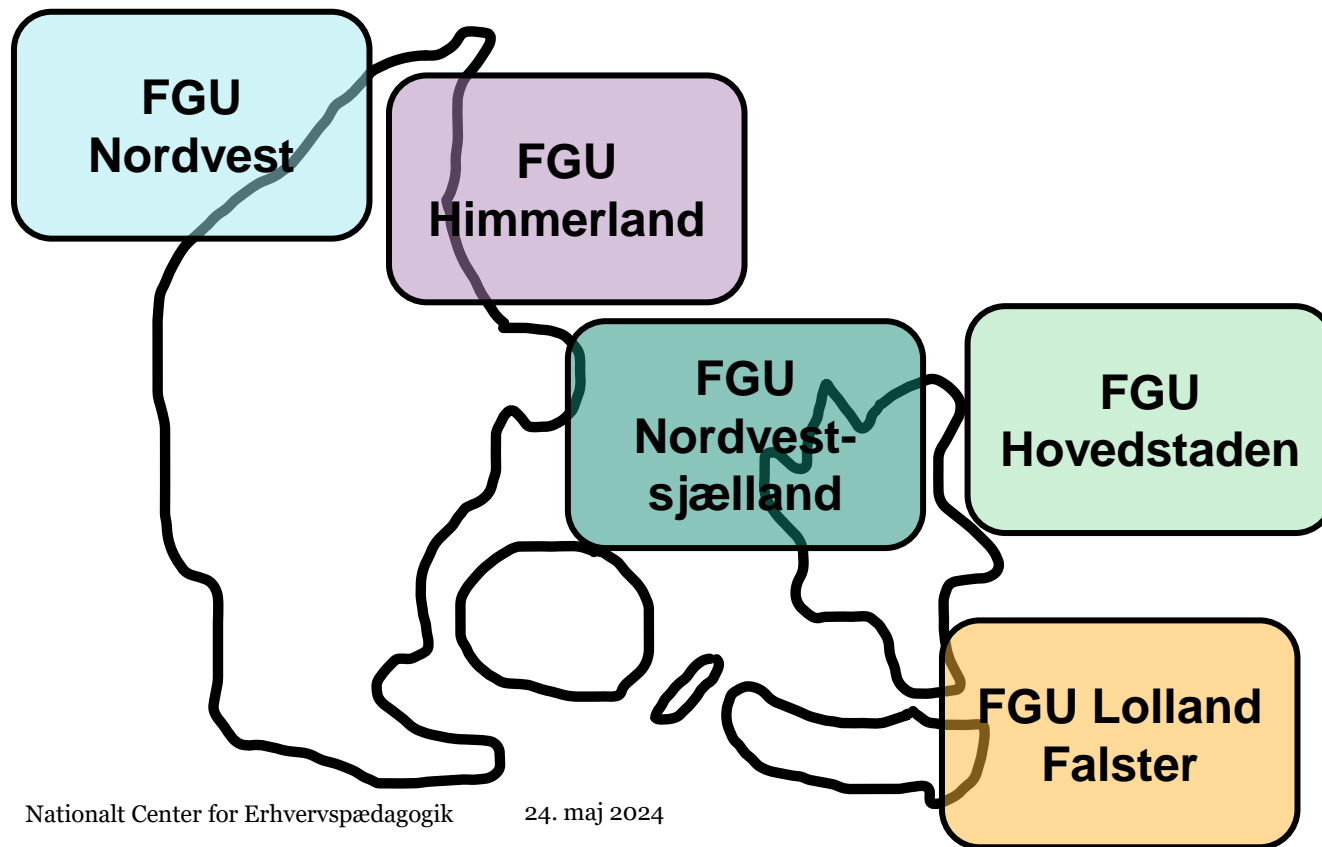 FGU
Nordvest
FGU
Himmerland
FGU
Nordvest-
sjælland
FGU
Hovedstaden
FGU Lolland
Falster
Nationalt Center for Erhvervspædagogik
24. maj 2024